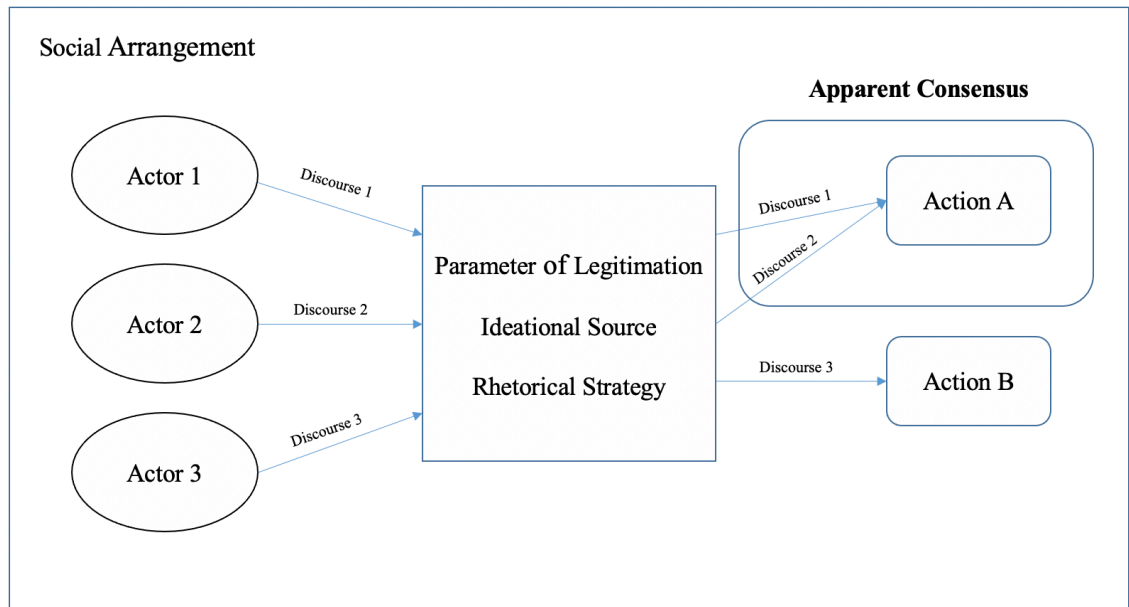 Social Arrangement
Apparent Consensus
Actor 1
Discourse 1
Actor 2
Discourse 2
Actor 3
Discourse 3
Parameter of Legitimation
Ideational Source
Rhetorical Strategy
Discourse 1
Discourse 2
Discourse 3
Action A
Action B